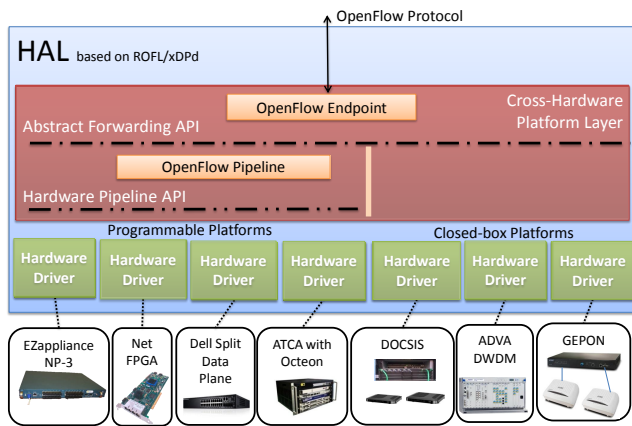 OpenFlow Protocol
HAL based on ROFL/xDPd
OpenFlow Endpoint
Cross-Hardware
Platform Layer
Abstract Forwarding API
OpenFlow Pipeline
Hardware Pipeline API
Programmable Platforms
Closed-box Platforms
Hardware
Driver
Hardware
Driver
Hardware
Driver
Hardware
Driver
Hardware
Driver
Hardware
Driver
Hardware
Driver
EZappliance
NP-3
Net
FPGA
Dell Split
Data
Plane
ATCA with
Octeon
DOCSIS
ADVA
DWDM
GEPON